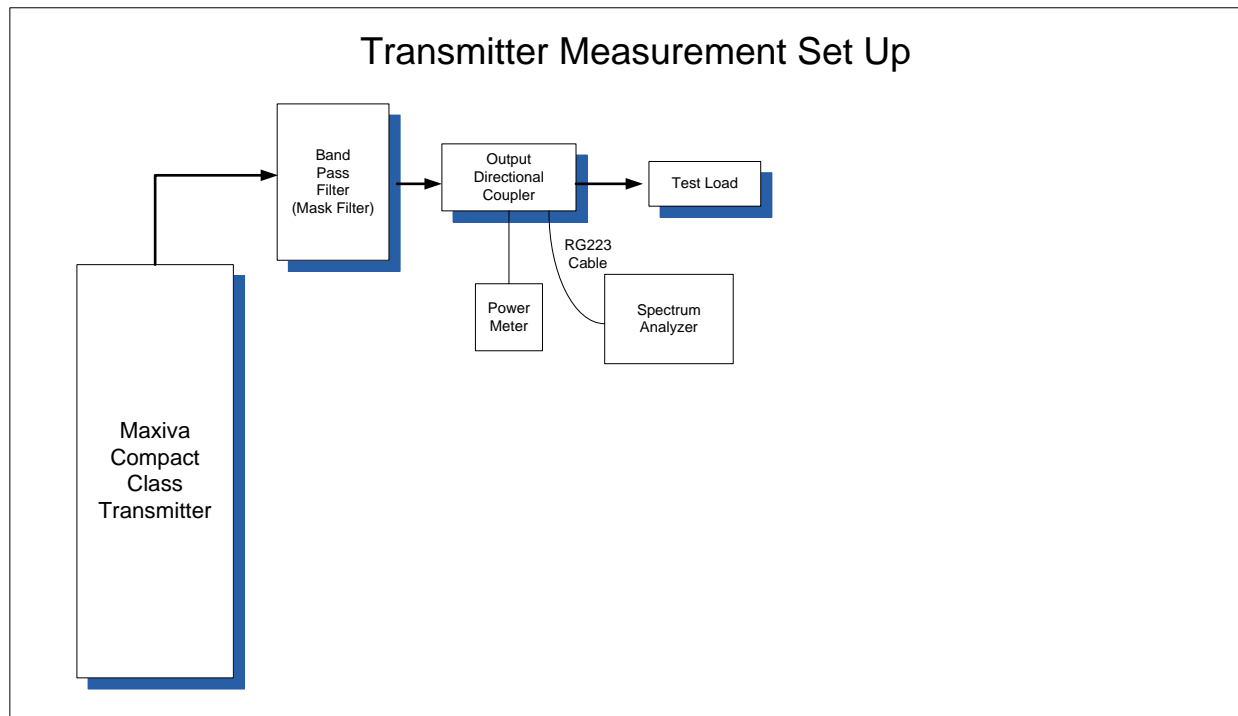 Transmitter Measurement Set Up
Band
Pass
Filter
(Mask Filter)
Output
Directional
Coupler
Test Load
RG223
Cable
Power
Meter
Spectrum
Analyzer
Maxiva
Compact
Class
Transmitter